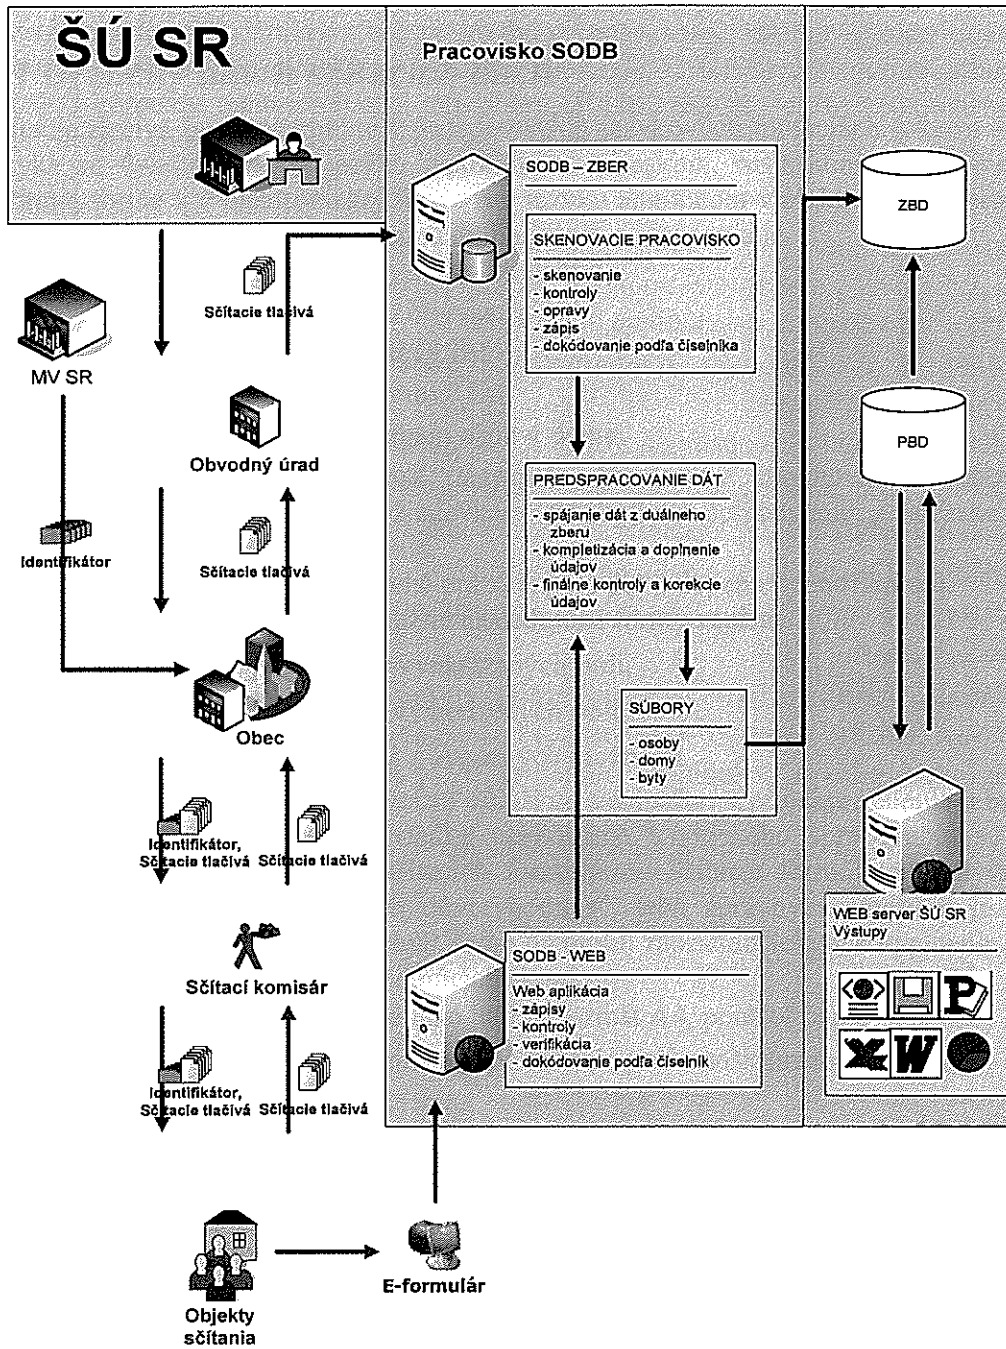 ŠÚ SR
MV SR
Identifikátor
Sčítacie tlačivá
Obvodný úrad
Sčítacie tlačivá
Obec
Identifikátor,
Sčítacie tlačivá
Sčítacie tlačivá
Sčítací komisár
Identifikátor,
Sčítacie tlačivá
Sčítacie tlačivá
Objekty
sčítania
E-formulár
Pracovisko SODB
SODB – ZBER
SKENOVACIE PRACOVISKO
- skenovanie
- kontroly
- opravy
- zápis
- dokódovanie podľa číselníka
PREDSPRACOVANIE DÁT
- spájanie dát z duálneho
zberu
- kompletizácia a doplnenie
údajov
- finálne kontroly a korekcie
údajov
SÚBORY
- osoby
- domy
- byty
SODB - WEB
Web aplikácia
- zápisy
- kontroly
- verifikácia
- dokódovanie podľa číselník
ZBD
PBD
WEB server ŠÚ SR
Výstupy
P
X
W